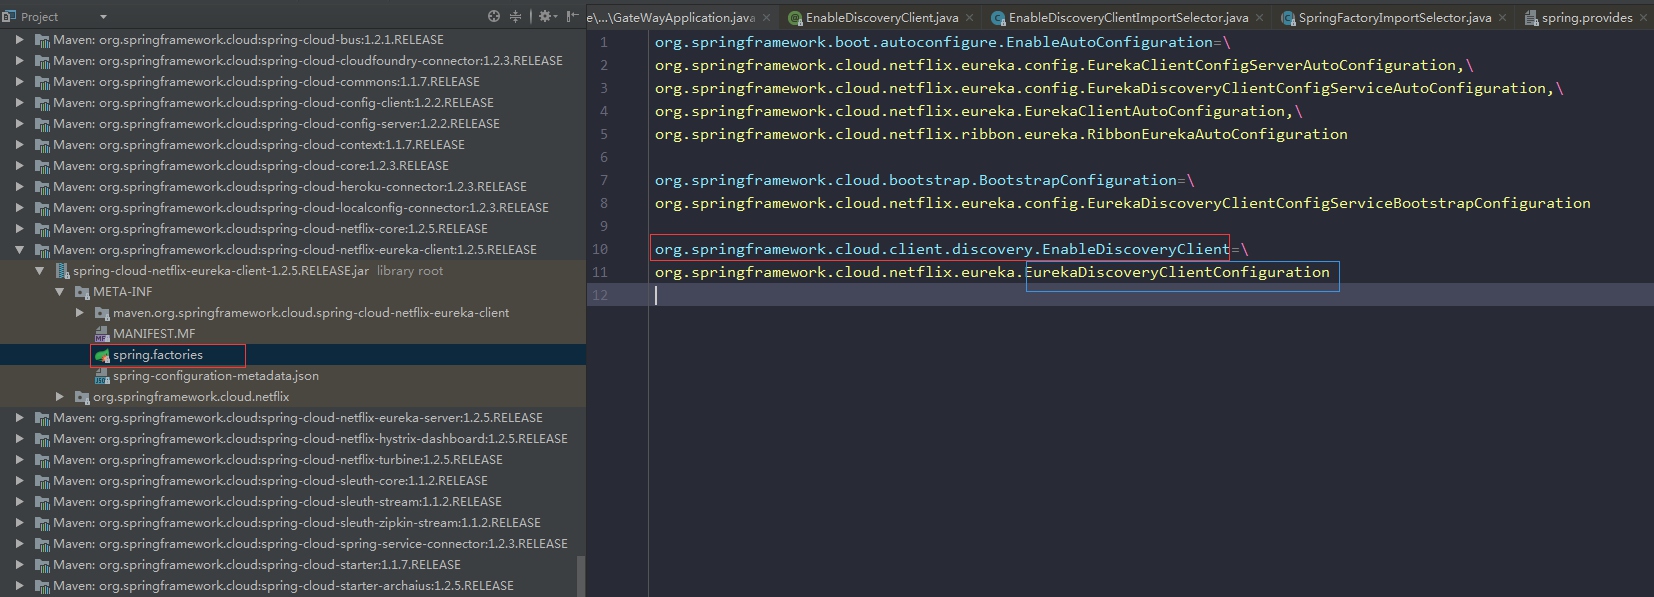 Project
Maven: org.springframework.cloud:spring-cloud-bus:1.2.1.RELEASE
Maven: org.springframework.cloud:spring-cloud-cloudfoundry-connector:1.2.3.RELEASE
Maven: org.springframework.cloud:spring-cloud-commons:1.1.7.RELEASE
Maven: org.springframework.cloud:spring-cloud-config-client:1.2.2.RELEASE
Maven: org.springframework.cloud:spring-cloud-config-server:1.2.2.RELEASE
Maven: org.springframework.cloud:spring-cloud-context:1.1.7.RELEASE
Maven: org.springframework.cloud:spring-cloud-core:1.2.3.RELEASE
Maven: org.springframework.cloud:spring-cloud-heroku-connector:1.2.3.RELEASE
Maven: org.springframework.cloud:spring-cloud-localconfig-connector:1.2.3.RELEASE
Maven: org.springframework.cloud:spring-cloud-netflix-core:1.2.5.RELEASE
Maven: org.springframework.cloud:spring-cloud-netflix-eureka-client:1.2.5.RELEASE
spring-cloud-netflix-eureka-client-1.2.5.RELEASE.jar library root
META-INF
maven.org.springframework.cloud.spring-cloud-netflix-eureka-client
MANIFEST.MF
spring.factories
spring-configuration-metadata.json
org.springframework.cloud.netflix
Maven: org.springframework.cloud:spring-cloud-netflix-eureka-server:1.2.5.RELEASE
Maven: org.springframework.cloud:spring-cloud-netflix-hystrix-dashboard:1.2.5.RELEASE
Maven: org.springframework.cloud:spring-cloud-netflix-turbine:1.2.5.RELEASE
Maven: org.springframework.cloud:spring-cloud-sleuth-core:1.1.2.RELEASE
Maven: org.springframework.cloud:spring-cloud-sleuth-stream:1.1.2.RELEASE
Maven: org.springframework.cloud:spring-cloud-sleuth-zipkin-stream:1.1.2.RELEASE
Maven: org.springframework.cloud:spring-cloud-spring-service-connector:1.2.3.RELEASE
Maven: org.springframework.cloud:spring-cloud-starter:1.1.7.RELEASE
Maven: org.springframework.cloud:spring-cloud-starter-archaius:1.2.5.RELEASE
e\...\GateWayApplication.java × EnableDiscoveryClient.java × EnableDiscoveryClientImportSelector.java × SpringFactoryImportSelector.java × spring.provides ×
1 org.springframework.boot.autoconfigure.EnableAutoConfiguration=\
2 org.springframework.cloud.netflix.eureka.config.EurekaClientConfigServerAutoConfiguration,\
3 org.springframework.cloud.netflix.eureka.config.EurekaDiscoveryClientConfigServiceAutoConfiguration,\
4 org.springframework.cloud.netflix.eureka.EurekaClientAutoConfiguration,\
5 org.springframework.cloud.netflix.ribbon.eureka.RibbonEurekaAutoConfiguration
6
7 org.springframework.cloud.bootstrap.BootstrapConfiguration=\
8 org.springframework.cloud.netflix.eureka.config.EurekaDiscoveryClientConfigServiceBootstrapConfiguration
9
10 org.springframework.cloud.client.discovery.EnableDiscoveryClient=\
11 org.springframework.cloud.netflix.eureka.EurekaDiscoveryClientConfiguration
12